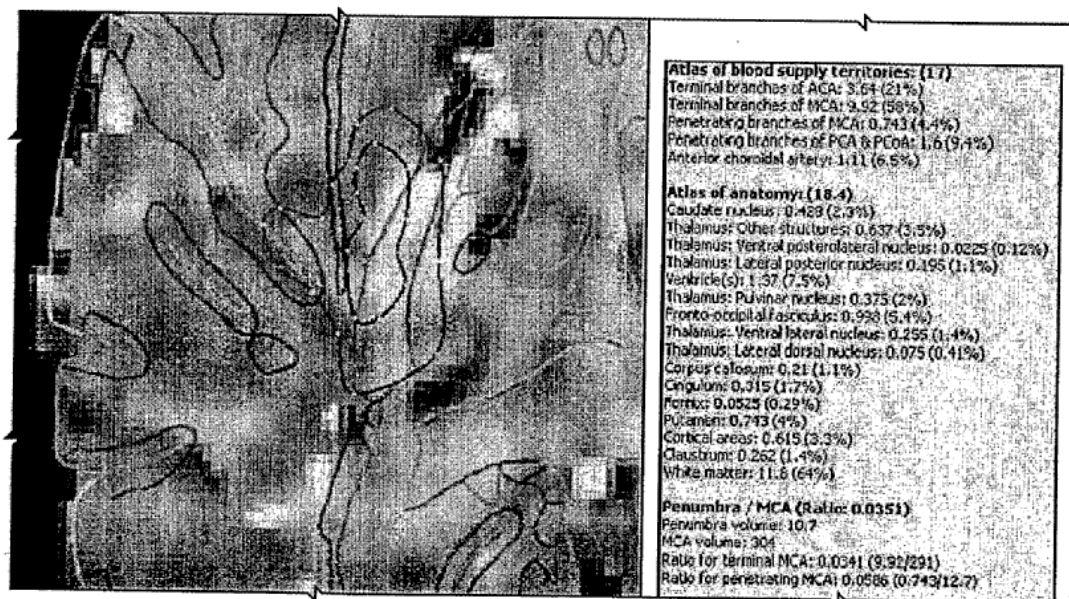 Atlas of blood supply territories: (17)
Terminal branches of ACA: 3.64 (21%)
Terminal branches of MCA: 9.92 (58%)
Penetrating branches of MCA: 0.743 (4.4%)
Penetrating branches of PCA & PCoA: 1.6 (9.4%)
Anterior choroidal artery: 1.11 (6.5%)
Atlas of anatomy: (18.4)
Caudate nucleus: 0.428 (2.3%)
Thalamus: Other structures: 0.637 (3.5%)
Thalamus: Ventral posterolateral nucleus: 0.0225 (0.12%)
Thalamus: Lateral posterior nucleus: 0.195 (1.1%)
Ventricle(s): 1.37 (7.5%)
Thalamus: Pulvinar nucleus: 0.375 (2%)
Fronto-occipital fasciculus: 0.998 (5.4%)
Thalamus: Ventral lateral nucleus: 0.255 (1.4%)
Thalamus: Lateral dorsal nucleus: 0.075 (0.41%)
Corpus calosum: 0.21 (1.1%)
Cingulum: 0.315 (1.7%)
Fornix: 0.0525 (0.29%)
Putamen: 0.743 (4%)
Cortical areas: 0.615 (3.3%)
Claustrum: 0.262 (1.4%)
White matter: 11.8 (64%)
Penumbra / MCA (Ratio: 0.0351)
Penumbra volume: 10.7
MCA volume: 304
Ratio for terminal MCA: 0.0341 (9.92/291)
Ratio for penetrating MCA: 0.0586 (0.743/12.7)